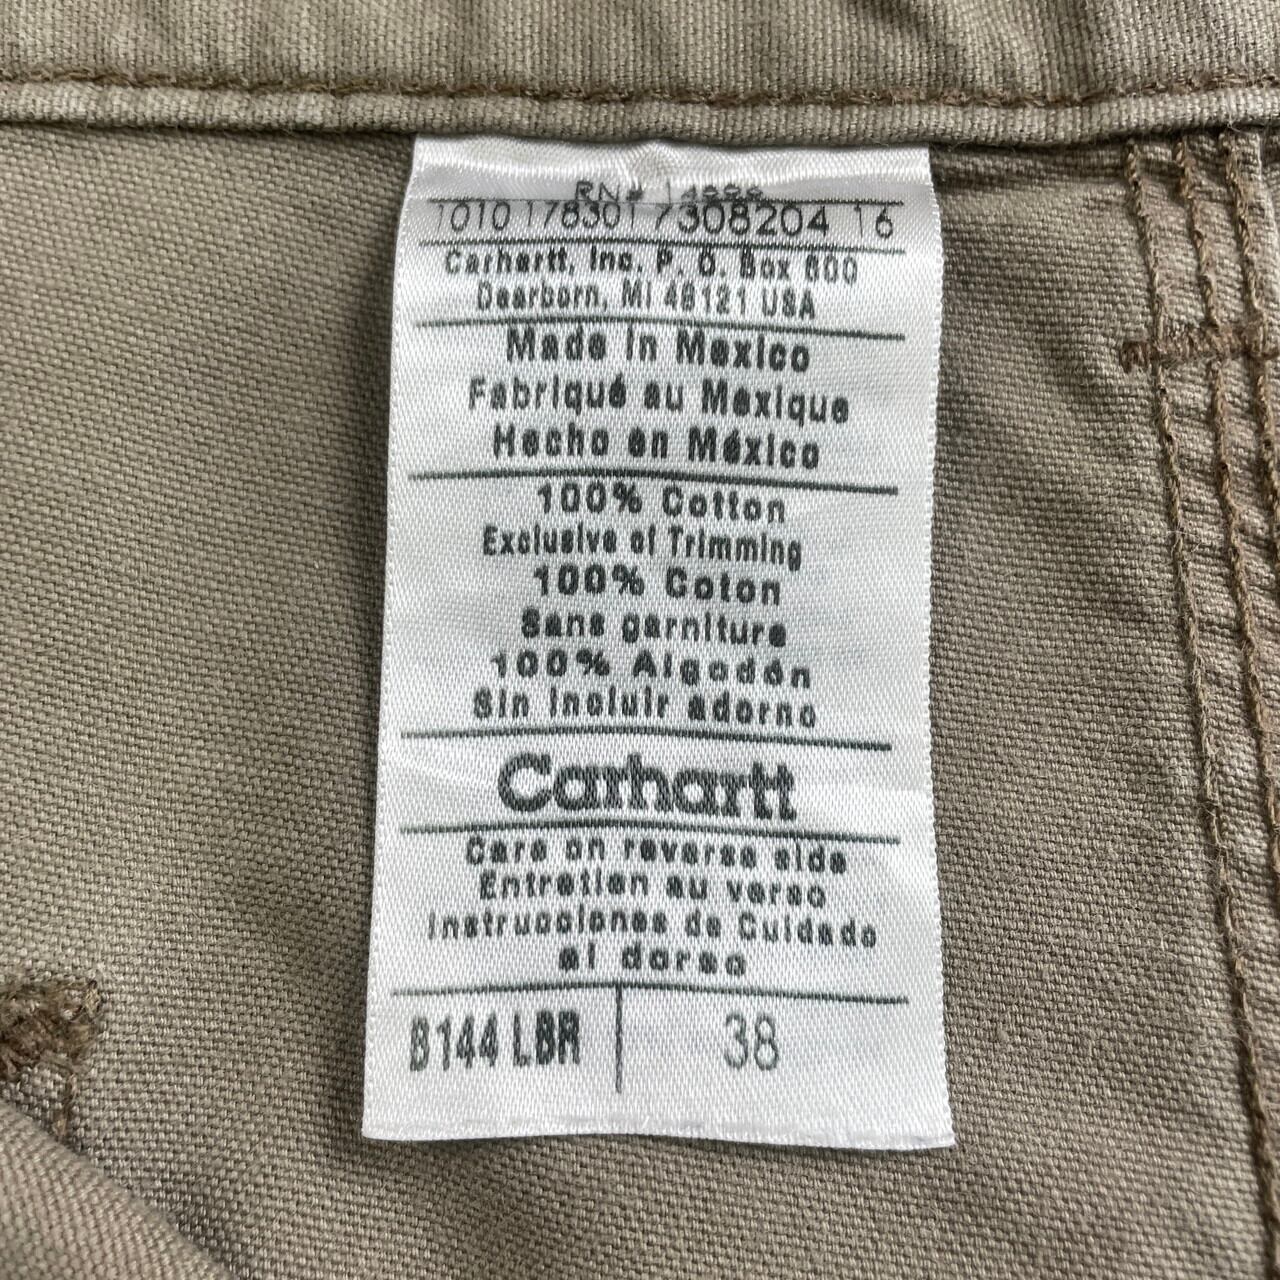 RN# 14806
1010 178301 7308204 16
Carhartt, Inc. P. O. Box 600
Dearborn, MI 48121 USA
Made in Mexico
Fabriqué au Mexique
Hecho en México
100% Cotton
Exclusive of Trimming
100% Coton
Sans garniture
100% Algodón
Sin incluir adorno
Carhartt
Care on reverse side
Entretien au verso
Instrucciones de Cuidado
al dorso
B144 LBR 38